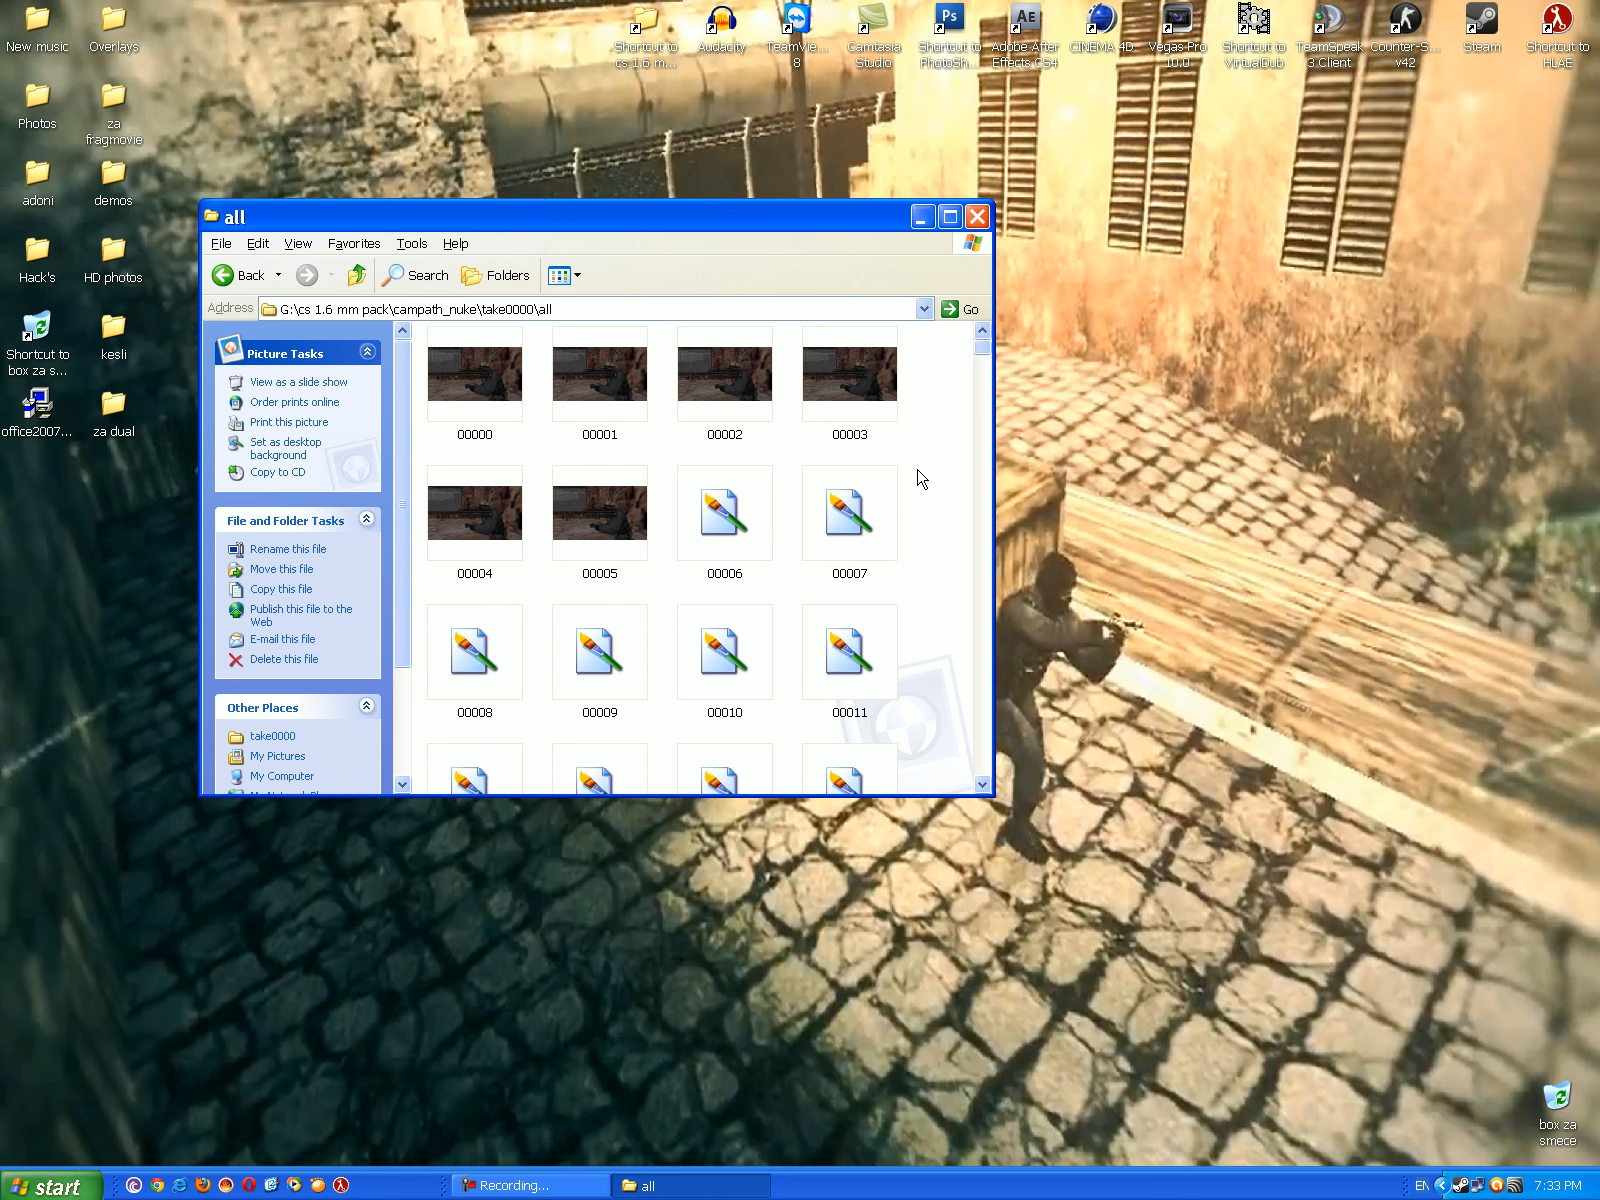 New music
Overlays
Shortcut to
cs 1.6 m...
Audacity
TeamVie...
8
Camtasia
Studio
Shortcut to
PhotoSh...
Adobe After
Effects CS4
CINEMA 4D
Vegas Pro
10.0
Shortcut to
VirtualDub
TeamSpeak
3 Client
Counter-S...
v42
Steam
Shortcut to
HLAE
Photos
za
fragmovie
adoni
demos
Hack's
HD photos
Shortcut to
box za s...
kesli
office2007...
za dual
all
File Edit View Favorites Tools Help
Back Search Folders
Address G:\cs 1.6 mm pack\campath_nuke\take0000\all Go
Picture Tasks
View as a slide show
Order prints online
Print this picture
Set as desktop
background
Copy to CD
File and Folder Tasks
Rename this file
Move this file
Copy this file
Publish this file to the
Web
E-mail this file
Delete this file
Other Places
take0000
My Pictures
My Computer
00000 00001 00002 00003
00004 00005 00006 00007
00008 00009 00010 00011
box za
smece
start
Recording...
all
EN
7:33 PM